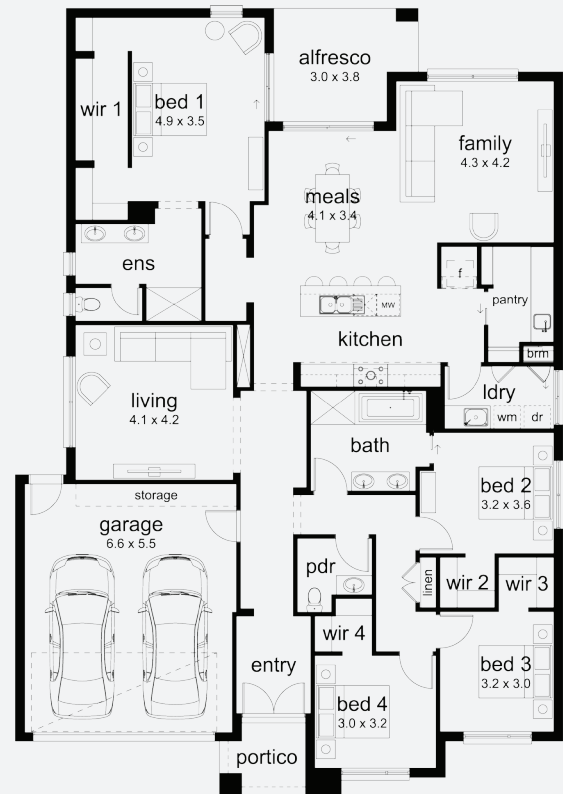 alfresco
3.0 x 3.8
wir 1
bed 1
4.9 x 3.5
family
4.3 x 4.2
meals
4.1 x 3.4
ens
f
pantry
MW
kitchen
brm
ldry
wm
dr
living
4.1 x 4.2
bath
storage
garage
6.6 x 5.5
bed 2
3.2 x 3.6
pdr
linen
wir 2
wir 3
wir 4
entry
bed 3
3.2 x 3.0
bed 4
3.0 x 3.2
portico